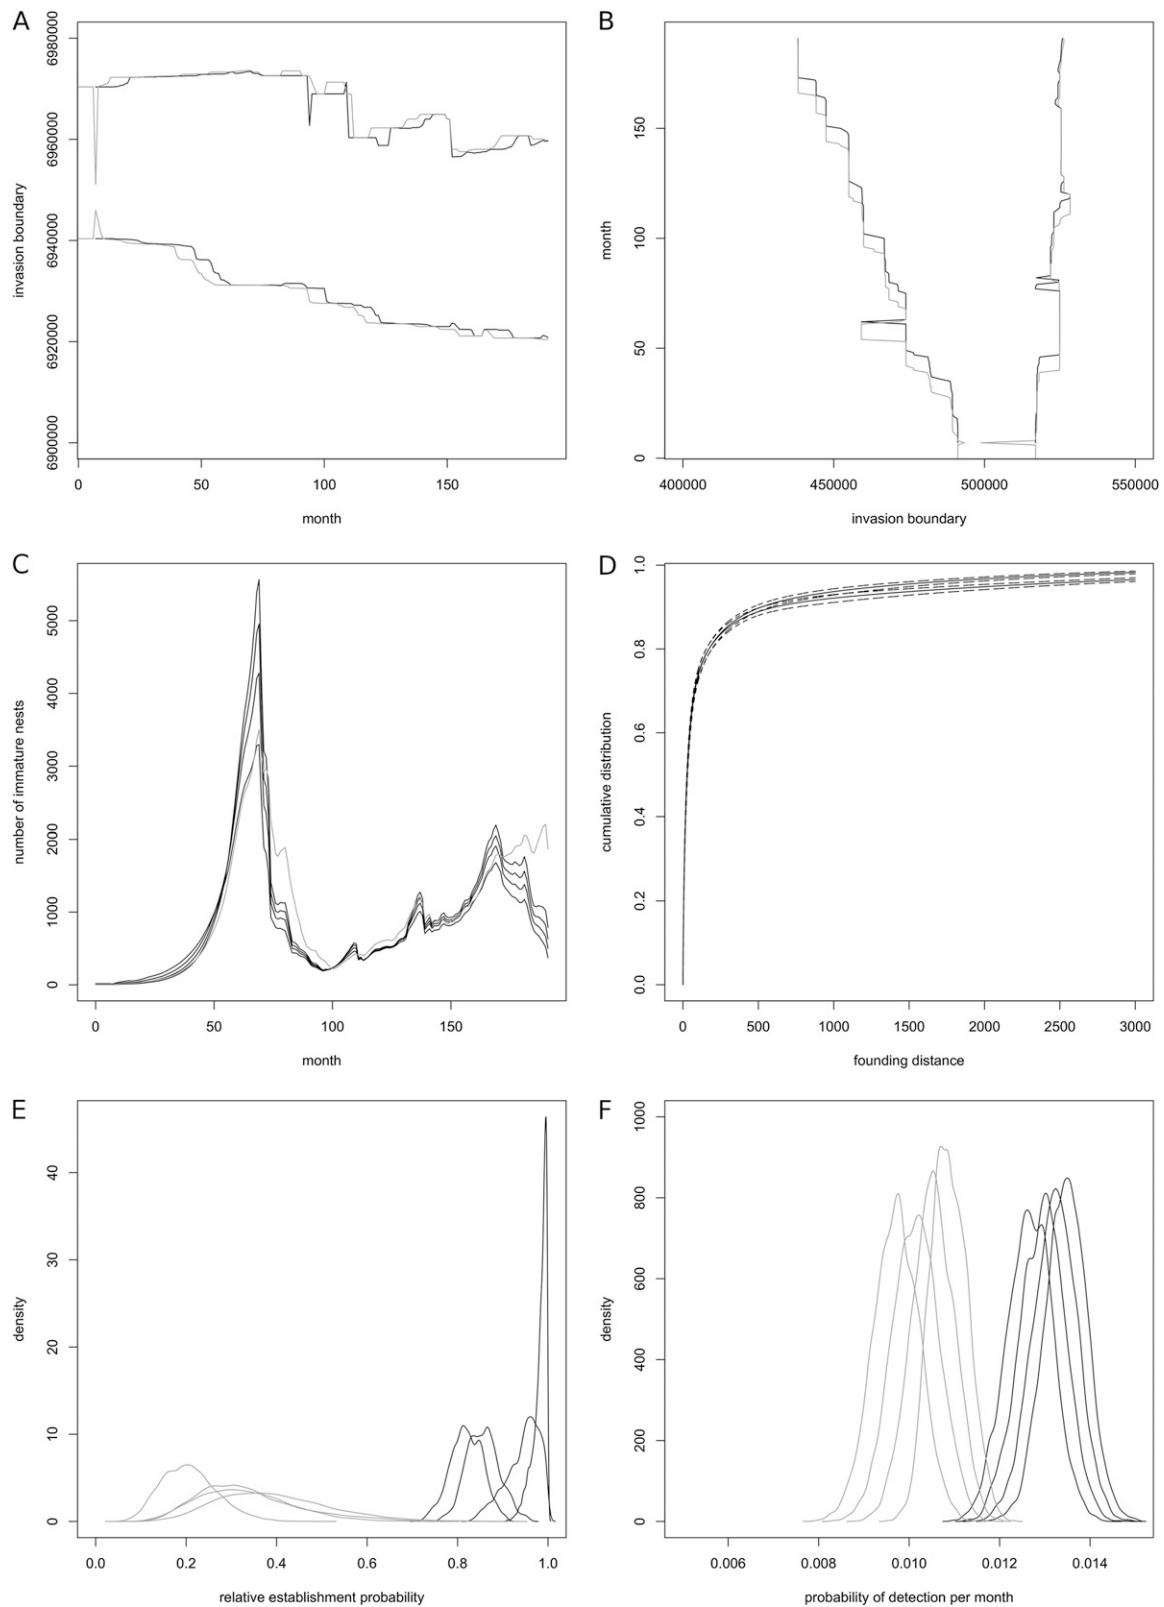 A
6980000
6960000
6940000
6920000
6900000
invasion boundary
0 50 100 150
month
B
150
100
50
0
month
400000 450000 500000 550000
invasion boundary
C
5000
4000
3000
2000
1000
0
number of immature nests
0 50 100 150
month
D
1.0
0.8
0.6
0.4
0.2
0.0
cumulative distribution
0 500 1000 1500 2000 2500 3000
founding distance
E
40
30
20
10
0
density
0.0 0.2 0.4 0.6 0.8 1.0
relative establishment probability
F
1000
800
600
400
200
0
density
0.006 0.008 0.010 0.012 0.014
probability of detection per month